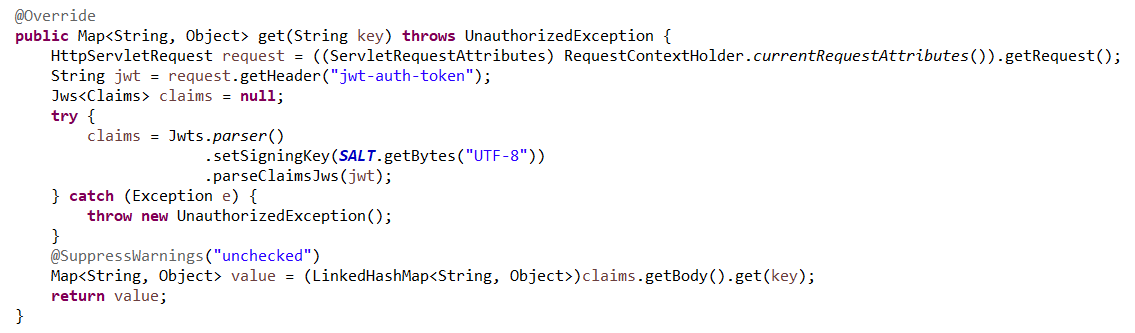 @Override
public Map<String, Object> get(String key) throws UnauthorizedException {
    HttpServletRequest request = ((ServletRequestAttributes) RequestContextHolder.currentRequestAttributes()).getRequest();
    String jwt = request.getHeader("jwt-auth-token");
    Jws<Claims> claims = null;
    try {
        claims = Jwts.parser()
                     .setSigningKey(SALT.getBytes("UTF-8"))
                     .parseClaimsJws(jwt);
    } catch (Exception e) {
        throw new UnauthorizedException();
    }
    @SuppressWarnings("unchecked")
    Map<String, Object> value = (LinkedHashMap<String, Object>)claims.getBody().get(key);
    return value;
}